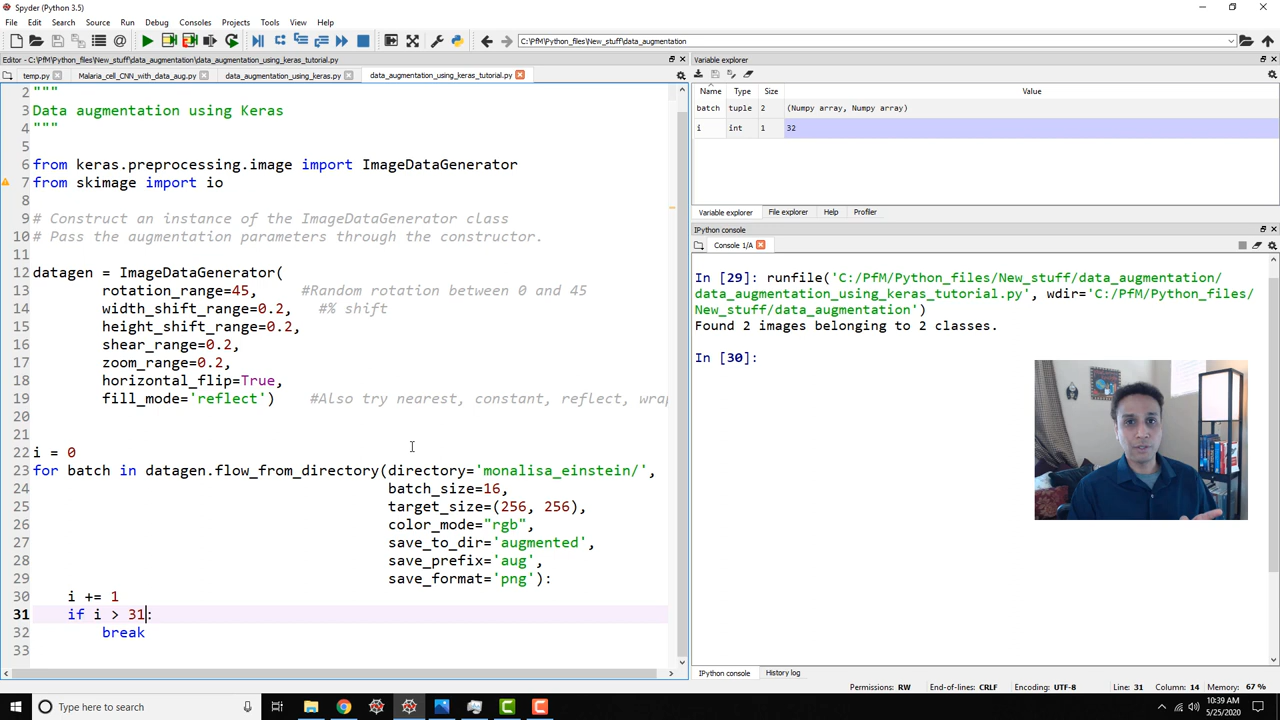 Spyder (Python 3.5)
File Edit Search Source Run Debug Consoles Projects Tools View Help
C:\PfM\Python_files\New_stuff\data_augmentation
Editor - C:\PfM\Python_files\New_stuff\data_augmentation\data_augmentation_using_keras_tutorial.py
temp.py Malaria_cell_CNN_with_data_aug.py data_augmentation_using_keras.py data_augmentation_using_keras_tutorial.py
2 """
3 Data augmentation using Keras
4 """
5
6 from keras.preprocessing.image import ImageDataGenerator
7 from skimage import io
8
9 # Construct an instance of the ImageDataGenerator class
10 # Pass the augmentation parameters through the constructor.
11
12 datagen = ImageDataGenerator(
13 rotation_range=45, #Random rotation between 0 and 45
14 width_shift_range=0.2, #% shift
15 height_shift_range=0.2,
16 shear_range=0.2,
17 zoom_range=0.2,
18 horizontal_flip=True,
19 fill_mode='reflect') #Also try nearest, constant, reflect, wrap
20
21
22 i = 0
23 for batch in datagen.flow_from_directory(directory='monalisa_einstein/',
24 batch_size=16,
25 target_size=(256, 256),
26 color_mode="rgb",
27 save_to_dir='augmented',
28 save_prefix='aug',
29 save_format='png'):
30 i += 1
31 if i > 31:
32 break
33
Variable explorer
Name Type Size Value
batch tuple 2 (Numpy array, Numpy array)
i int 1 32
Variable explorer File explorer Help Profiler
IPython console
Console 1/A
In [29]: runfile('C:/PfM/Python_files/New_stuff/data_augmentation/
data_augmentation_using_keras_tutorial.py', wdir='C:/PfM/Python_files/
New_stuff/data_augmentation')
Found 2 images belonging to 2 classes.
In [30]:
IPython console History log
Permissions: RW End-of-lines: CRLF Encoding: UTF-8 Line: 31 Column: 14 Memory: 67 %
Type here to search
10:39 AM
5/25/2020